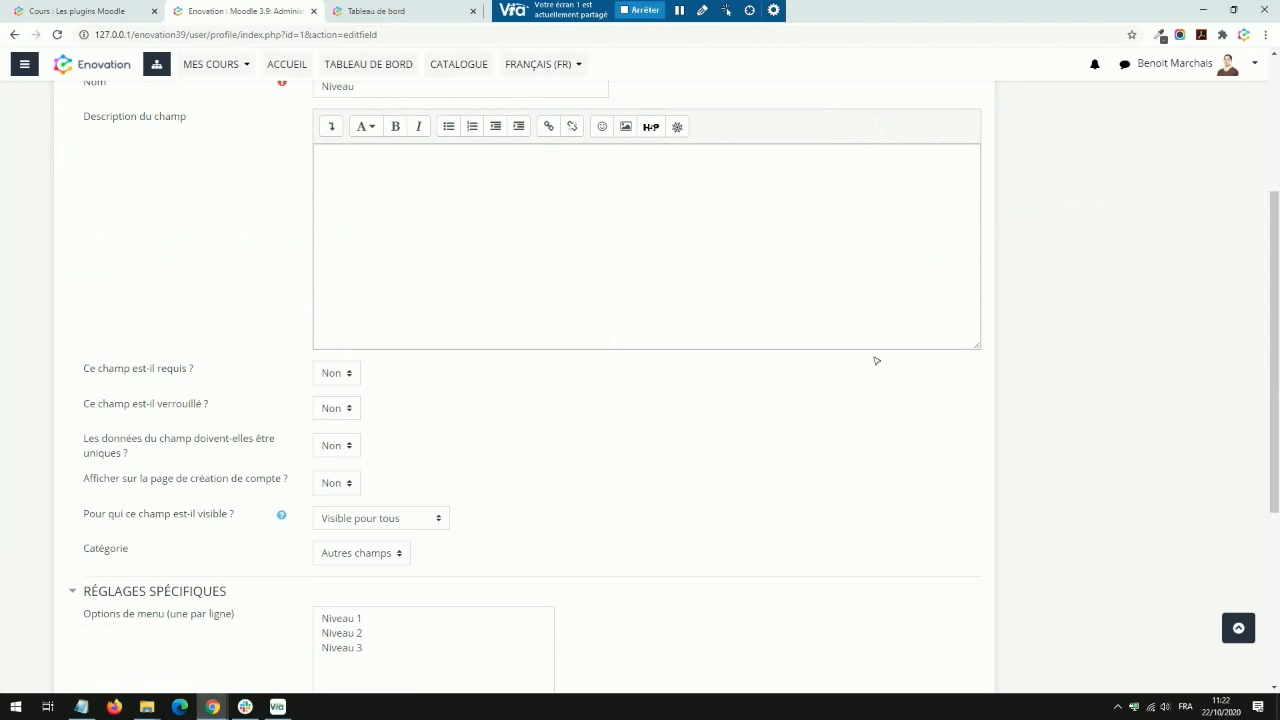 Cours : Les plugins Moodle
Enovation : Moodle 3.9: Adminis
Tableau de bord
Via
Votre écran 1 est
actuellement partagé
Arrêter
127.0.0.1/enovation39/user/profile/index.php?id=1&action=editfield
Enovation
MES COURS
ACCUEIL
TABLEAU DE BORD
CATALOGUE
FRANÇAIS (FR)
Benoit Marchais
Nom
Niveau
Description du champ
A
B
I
H-P
Ce champ est-il requis ?
Non
Ce champ est-il verrouillé ?
Non
Les données du champ doivent-elles être
uniques ?
Non
Afficher sur la page de création de compte ?
Non
Pour qui ce champ est-il visible ?
Visible pour tous
Catégorie
Autres champs
RÉGLAGES SPÉCIFIQUES
Options de menu (une par ligne)
Niveau 1
Niveau 2
Niveau 3
Via
FRA
11:22
22/10/2020